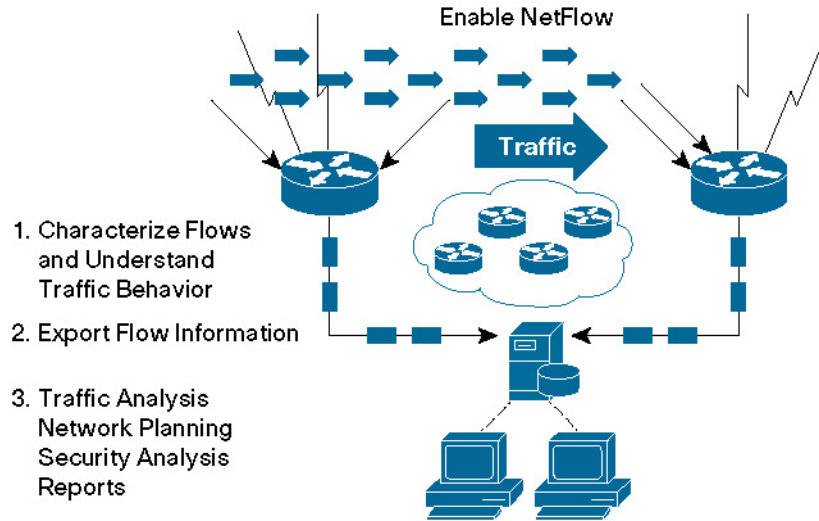 Enable NetFlow
Traffic
1. Characterize Flows
and Understand
Traffic Behavior
2. Export Flow Information
3. Traffic Analysis
Network Planning
Security Analysis
Reports